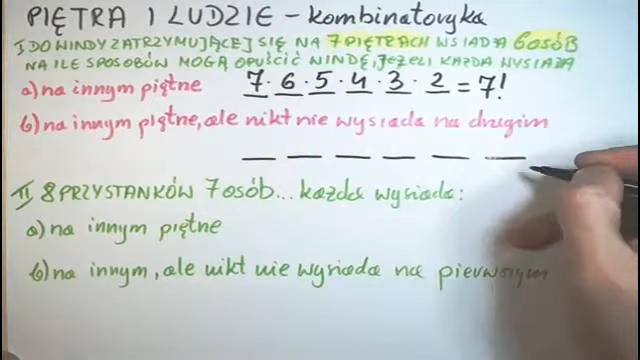 PIĘTRA I LUDZIE - kombinatoryka
I DO WINDY ZATRZYMUJĄCEJ SIĘ NA 7 PIĘTRACH WSIADA 6 OSÓB
NA ILE SPOSOBÓW MOGĄ OPUŚCIĆ WINDĘ, JEŻELI KAŻDA WYSIADA
a) na innym piętrze 7·6·5·4·3·2=7!
b) na innym piętrze, ale nikt nie wysiada na drugim
II 8 PRZYSTANKÓW 7 osób... każda wysiada:
a) na innym piętrze
b) na innym, ale nikt nie wysiada na pierwszym